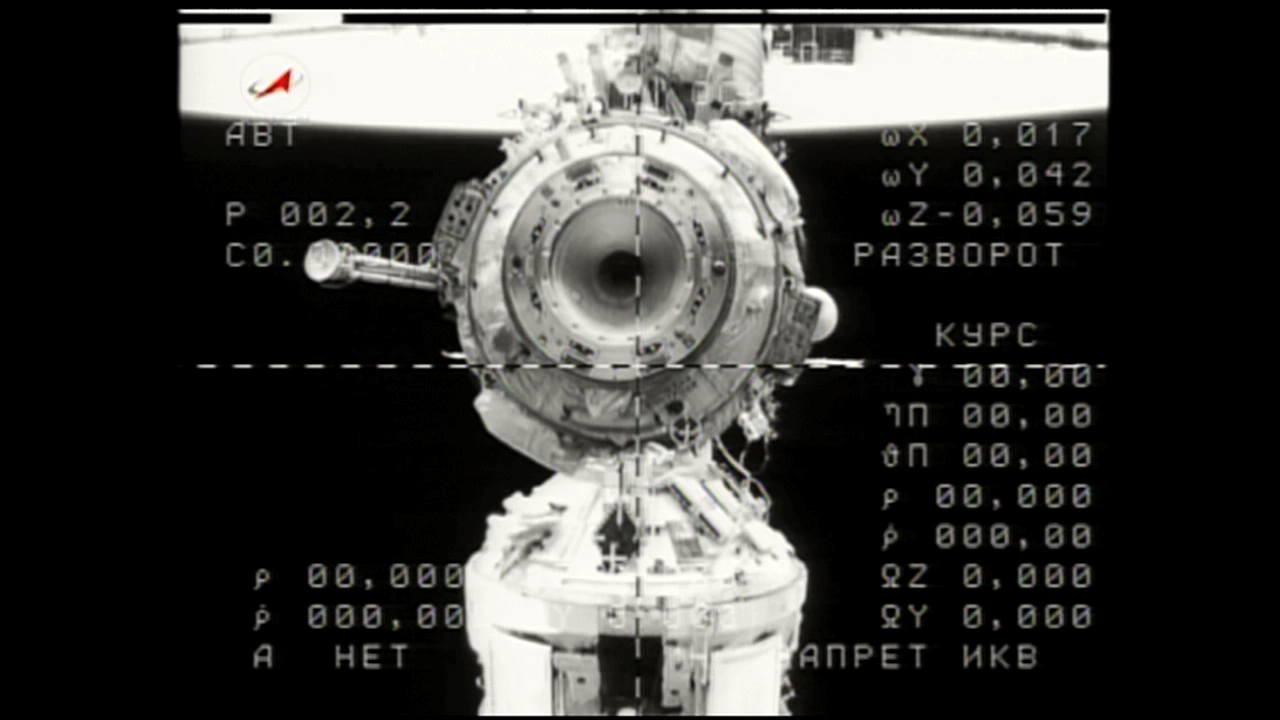 АВТ
ωX 0,017
ωY 0,042
P 002,2
ωZ-0,059
РАЗВОРОТ
КУРС
00,00
ηП 00,00
ϑП 00,00
ρ 00,000
ρ̇ 000,00
ρ 00,000
ΩZ 0,000
ρ̇ 000,00
ΩY 0,000
А НЕТ
АПРЕТ ИКВ